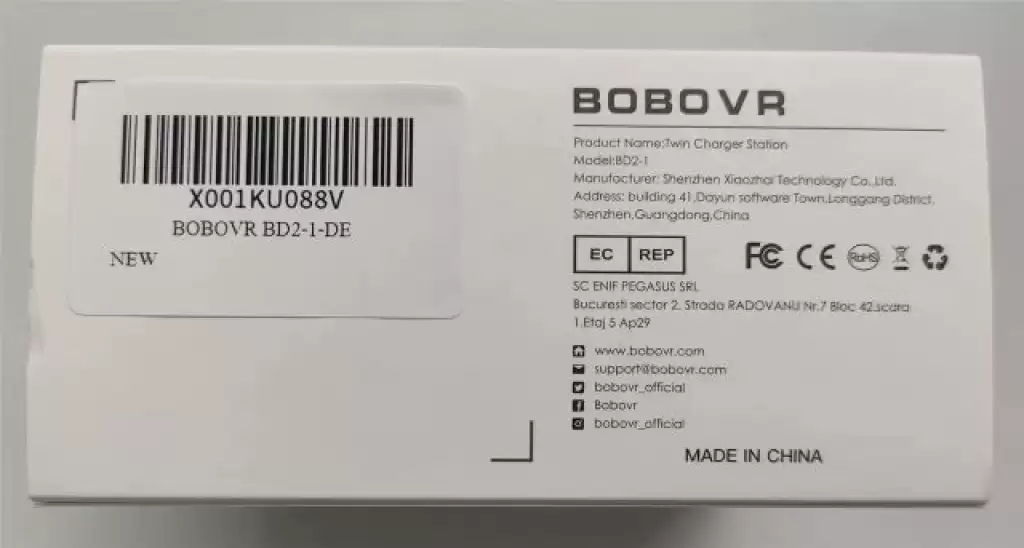 X001KU088V
BOBOVR BD2-1-DE
NEW
BOBOVR
Product Name:Twin Charger Station
Model:BD2-1
Manufacturer: Shenzhen Xiaozhai Technology Co.,Ltd.
Address: building 41,Dayun software Town,Longgang District,
Shenzhen,Guangdong,China
EC REP
FC CE RoHS
SC ENIF PEGASUS SRL
Bucuresti sector 2, Strada RADOVANU Nr.7 Bloc 42,scara
1,Etaj 5 Ap29
www.bobovr.com
support@bobovr.com
bobovr_official
Bobovr
bobovr_official
MADE IN CHINA